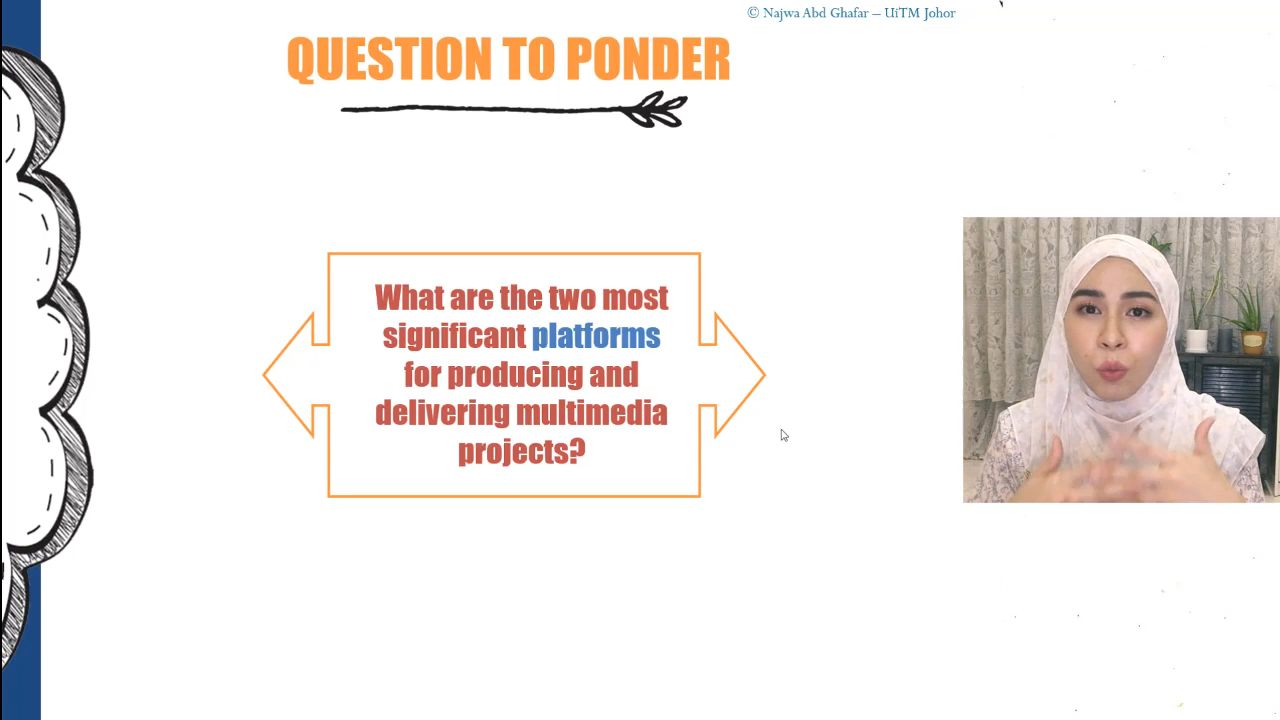 © Najwa Abd Ghafar – UiTM Johor
QUESTION TO PONDER
What are the two most
significant platforms
for producing and
delivering multimedia
projects?